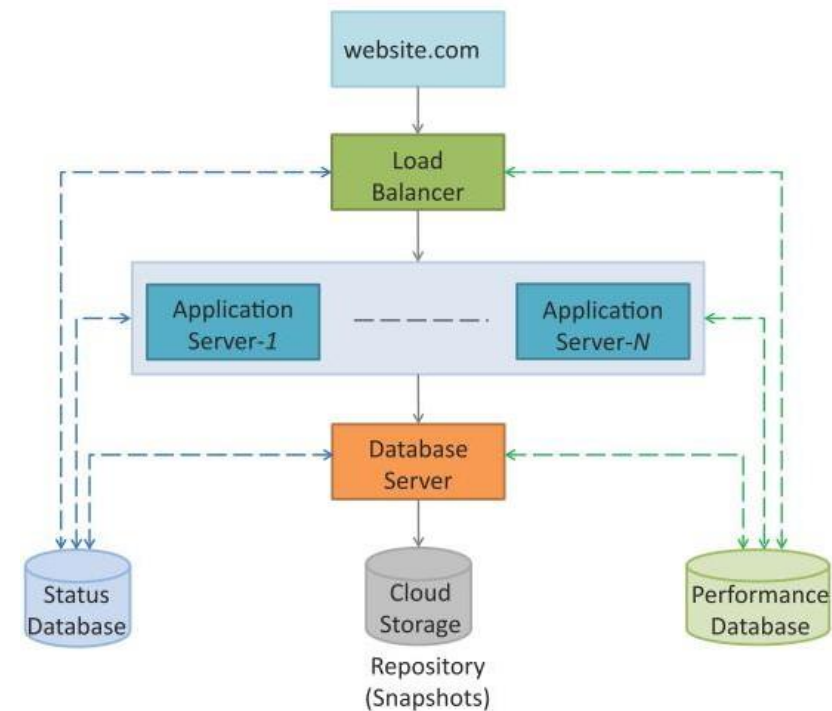 website.com
Load
Balancer
Application
Server-1
Application
Server-N
Database
Server
Status
Database
Cloud
Storage
Performance
Database
Repository
(Snapshots)